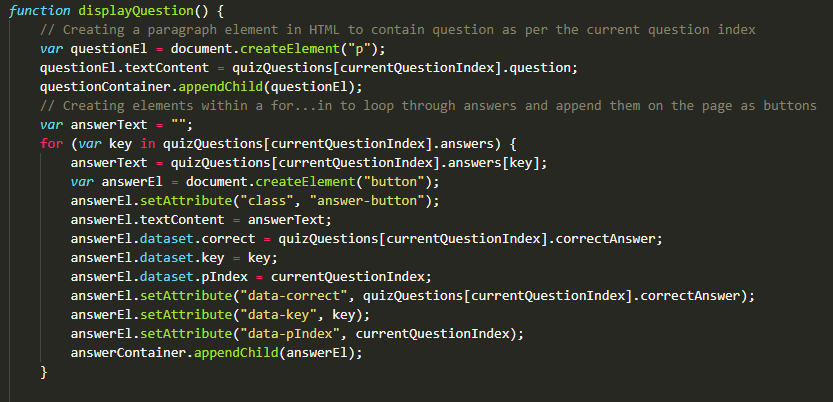 function displayQuestion() {
    // Creating a paragraph element in HTML to contain question as per the current question index
    var questionEl = document.createElement("p");
    questionEl.textContent = quizQuestions[currentQuestionIndex].question;
    questionContainer.appendChild(questionEl);
    // Creating elements within a for...in to loop through answers and append them on the page as buttons
    var answerText = "";
    for (var key in quizQuestions[currentQuestionIndex].answers) {
        answerText = quizQuestions[currentQuestionIndex].answers[key];
        var answerEl = document.createElement("button");
        answerEl.setAttribute("class", "answer-button");
        answerEl.textContent = answerText;
        answerEl.dataset.correct = quizQuestions[currentQuestionIndex].correctAnswer;
        answerEl.dataset.key = key;
        answerEl.dataset.pIndex = currentQuestionIndex;
        answerEl.setAttribute("data-correct", quizQuestions[currentQuestionIndex].correctAnswer);
        answerEl.setAttribute("data-key", key);
        answerEl.setAttribute("data-pIndex", currentQuestionIndex);
        answerContainer.appendChild(answerEl);
    }